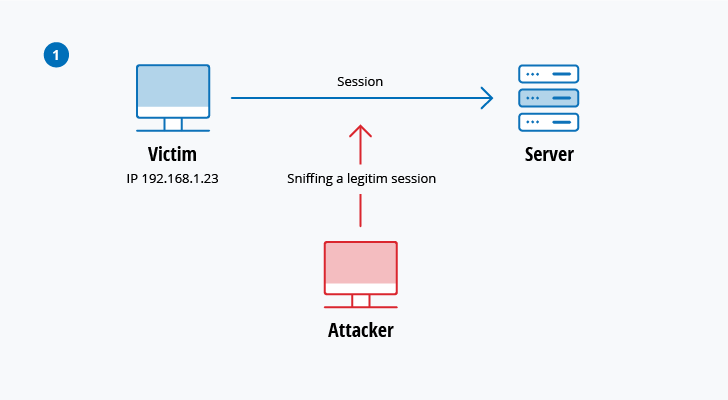 1
Session
Victim
IP 192.168.1.23
Sniffing a legitim session
Server
Attacker